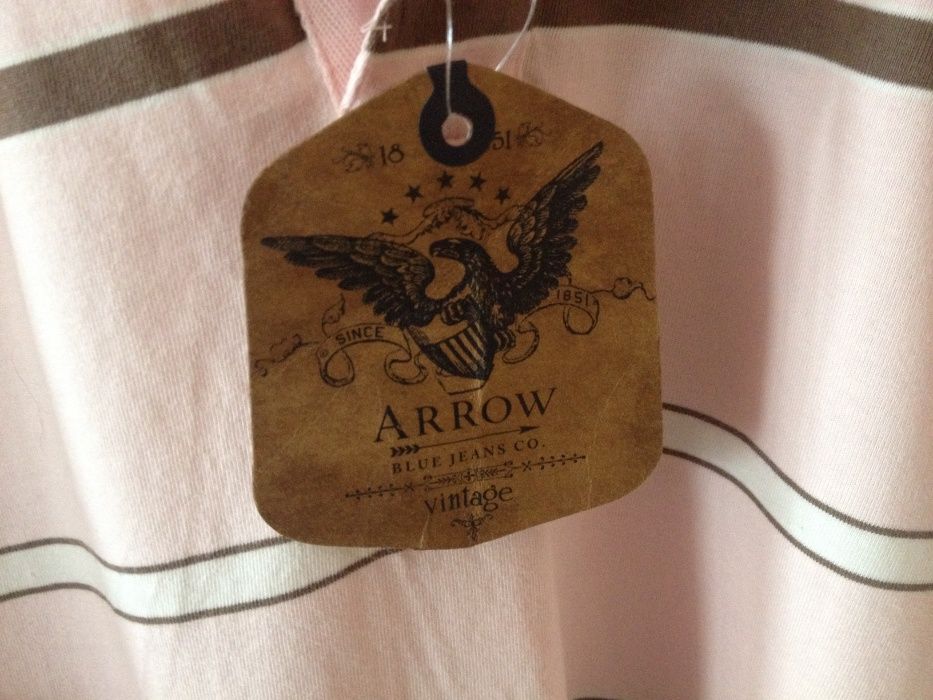 18 51
SINCE 1851
ARROW
BLUE JEANS CO.
vintage